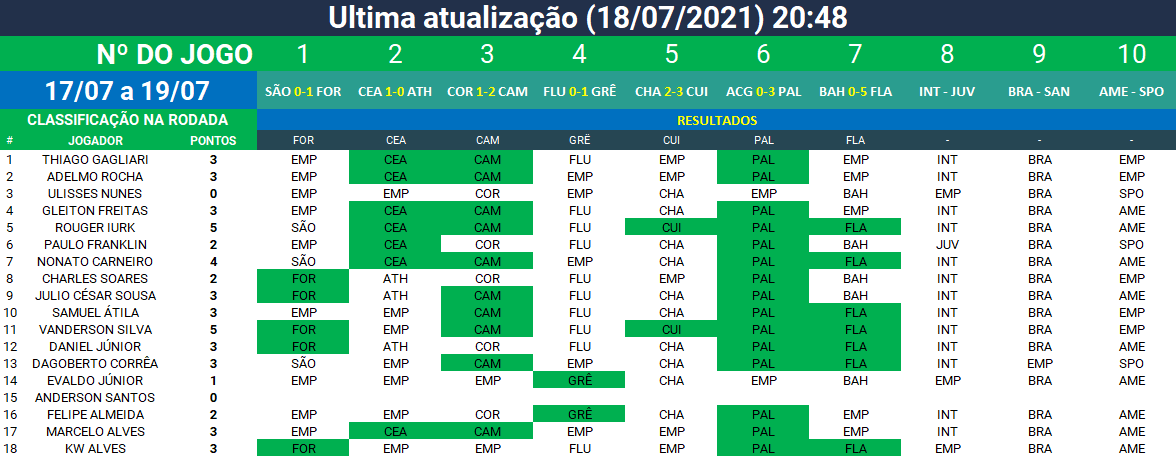 Ultima atualização (18/07/2021) 20:48
Nº DO JOGO 1 2 3 4 5 6 7 8 9 10
17/07 a 19/07 SÃO 0-1 FOR CEA 1-0 ATH COR 1-2 CAM FLU 0-1 GRÊ CHA 2-3 CUI ACG 0-3 PAL BAH 0-5 FLA INT - JUV BRA - SAN AME - SPO
CLASSIFICAÇÃO NA RODADA RESULTADOS
# JOGADOR PONTOS FOR CEA CAM GRÊ CUI PAL FLA - - -
1 THIAGO GAGLIARI 3 EMP CEA CAM FLU EMP PAL EMP INT BRA EMP
2 ADELMO ROCHA 3 EMP CEA CAM EMP EMP PAL EMP INT BRA EMP
3 ULISSES NUNES 0 EMP EMP COR EMP CHA EMP BAH EMP BRA SPO
4 GLEITON FREITAS 3 EMP CEA CAM FLU CHA PAL EMP INT BRA AME
5 ROUGER IURK 5 SÃO CEA CAM FLU CUI PAL FLA INT BRA AME
6 PAULO FRANKLIN 2 EMP CEA COR FLU CHA PAL BAH JUV BRA SPO
7 NONATO CARNEIRO 4 SÃO CEA CAM EMP CHA PAL FLA INT BRA AME
8 CHARLES SOARES 2 FOR ATH COR FLU EMP PAL BAH INT BRA AME
9 JULIO CÉSAR SOUSA 3 FOR ATH CAM FLU CHA PAL BAH INT BRA AME
10 SAMUEL ÁTILA 3 EMP EMP CAM FLU CHA PAL FLA INT BRA AME
11 VANDERSON SILVA 5 FOR EMP CAM FLU CUI PAL FLA INT BRA AME
12 DANIEL JÚNIOR 3 FOR ATH COR FLU CHA PAL FLA INT BRA AME
13 DAGOBERTO CORRÊA 3 SÃO EMP CAM EMP CHA PAL FLA INT EMP SPO
14 EVALDO JÚNIOR 1 EMP EMP EMP GRÊ CHA EMP BAH EMP BRA AME
15 ANDERSON SANTOS 0
16 FELIPE ALMEIDA 2 EMP EMP COR GRÊ CHA PAL EMP INT BRA AME
17 MARCELO ALVES 3 EMP CEA CAM EMP EMP PAL EMP INT BRA AME
18 KW ALVES 3 FOR EMP EMP FLU EMP PAL FLA EMP BRA AME